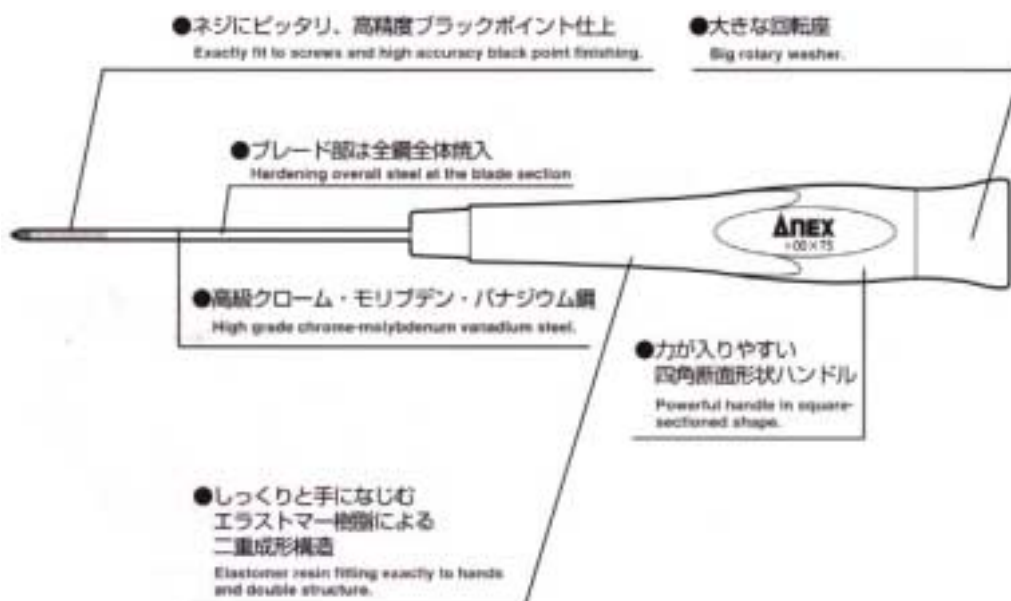 ●ネジにピッタリ、高精度ブラックポイント仕上
Exactly fit to screws and high accuracy black point finishing.
●大きな回転座
Big rotary washer.
●ブレード部は全鋼全体焼入
Hardening overall steel at the blade section
ANEX
+00×75
●高級クローム・モリブデン・バナジウム鋼
High grade chrome-molybdenum vanadium steel.
●力が入りやすい
四角断面形状ハンドル
Powerful handle in square-
sectioned shape.
●しっくりと手になじむ
エラストマー樹脂による
二重成形構造
Elastomer resin fitting exactly to hands
and double structure.